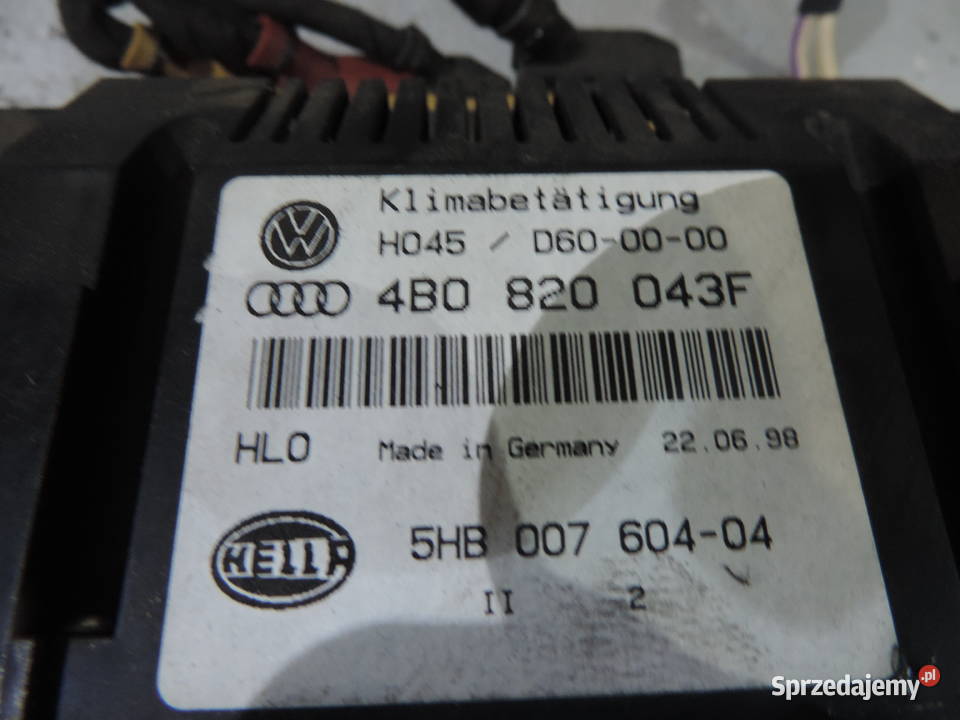 Klimabetätigung
H045 / D60-00-00
4B0 820 043F
HLO Made in Germany 22.06.98
HELLA 5HB 007 604-04
II 2
Sprzedajemy.pl